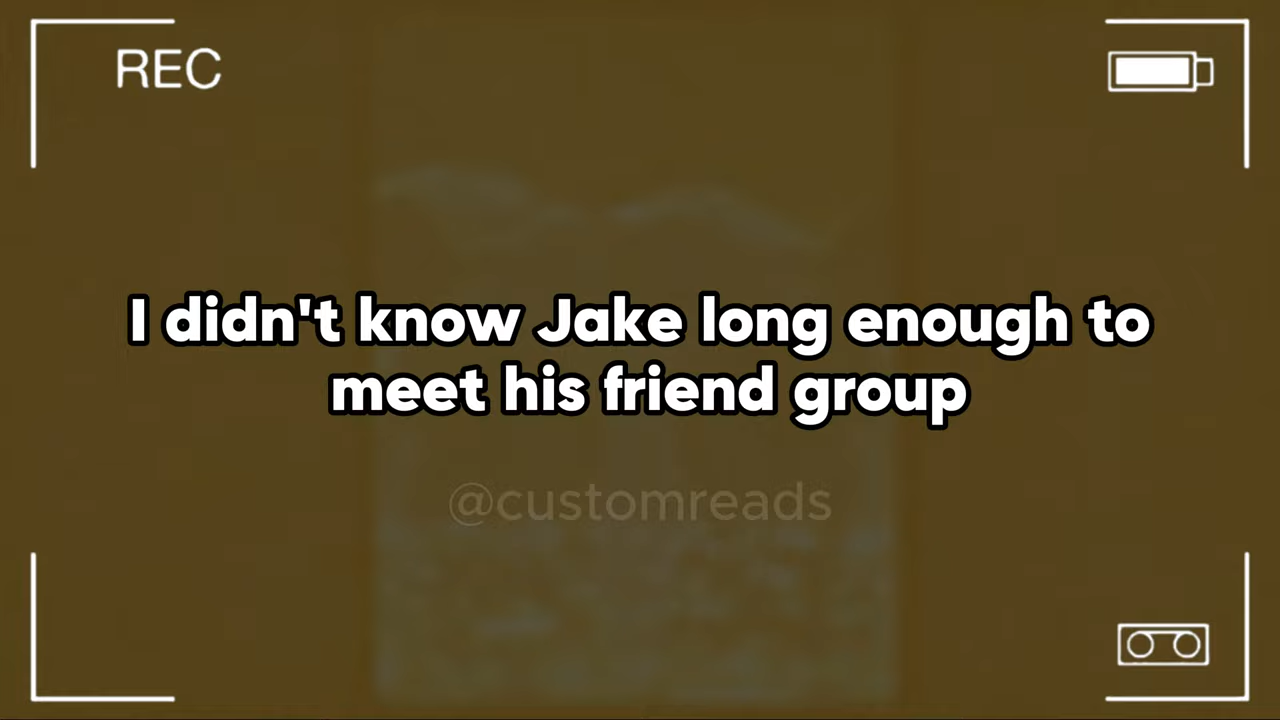 REC
I didn't know Jake long enough to
meet his friend group
@customreads